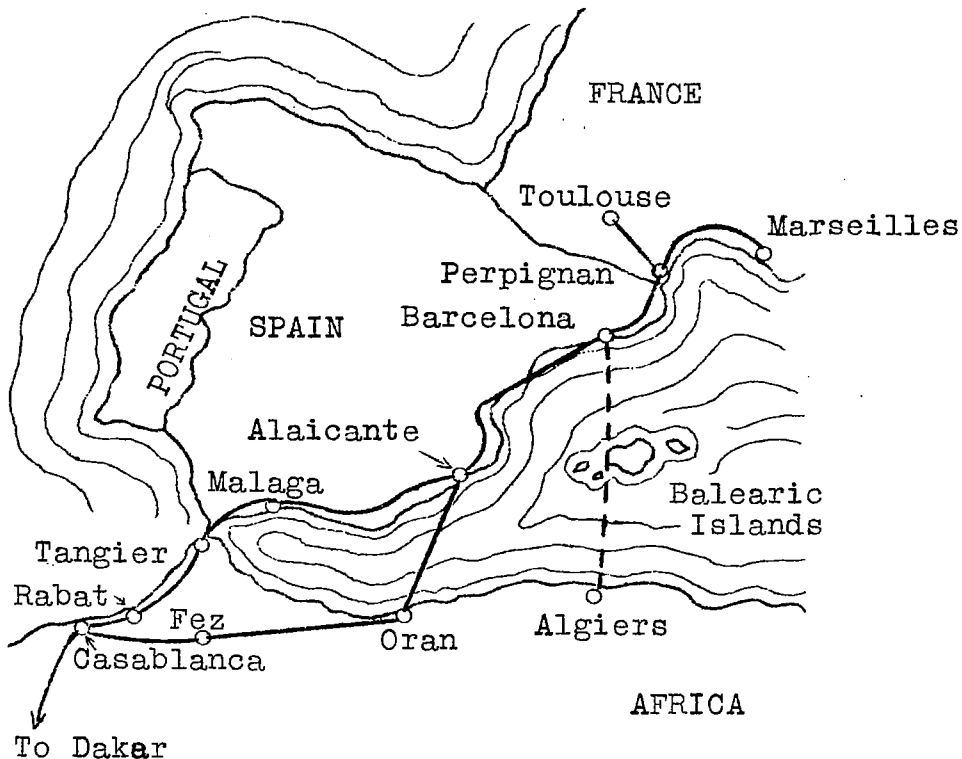 FRANCE
Toulouse
Marseilles
Perpignan
Barcelona
PORTUGAL
SPAIN
Alaicante
Malaga
Balearic
Islands
Tangier
Rabat
Fez
Oran
Algiers
Casablanca
AFRICA
To Dakar